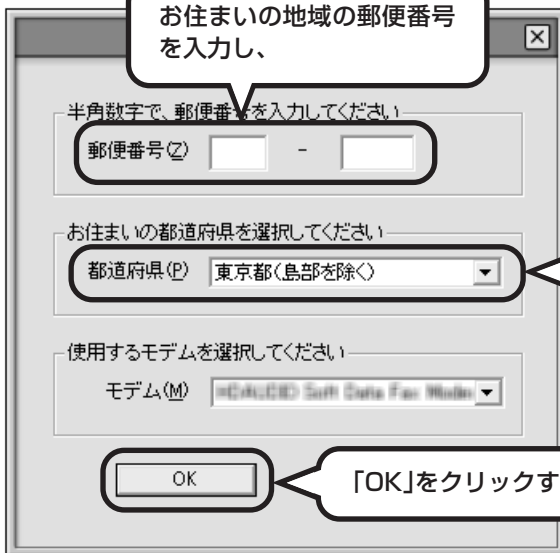 お住まいの地域の郵便番号
を入力し、
半角数字で、郵便番号を入力してください
郵便番号(Z) -
お住まいの都道府県を選択してください
都道府県(P) 東京都(島部を除く)
使用するモデムを選択してください
モデム(M) HDAUDIO Soft Data Fax Modem
OK
「OK」をクリックす